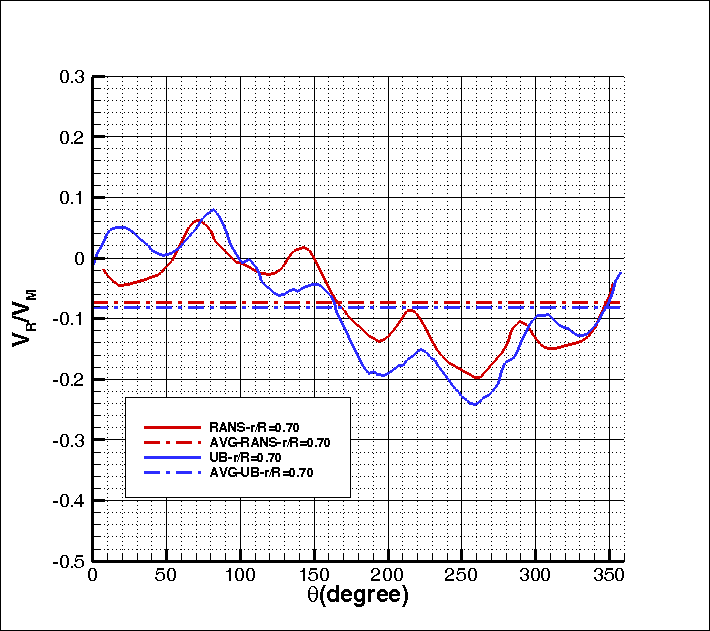 0.3
0.2
0.1
0
-0.1
-0.2
-0.3
-0.4
-0.5
V_R/V_M
RANS-r/R=0.70
AVG-RANS-r/R=0.70
UB-r/R=0.70
AVG-UB-r/R=0.70
0 50 100 150 200 250 300 350
θ(degree)